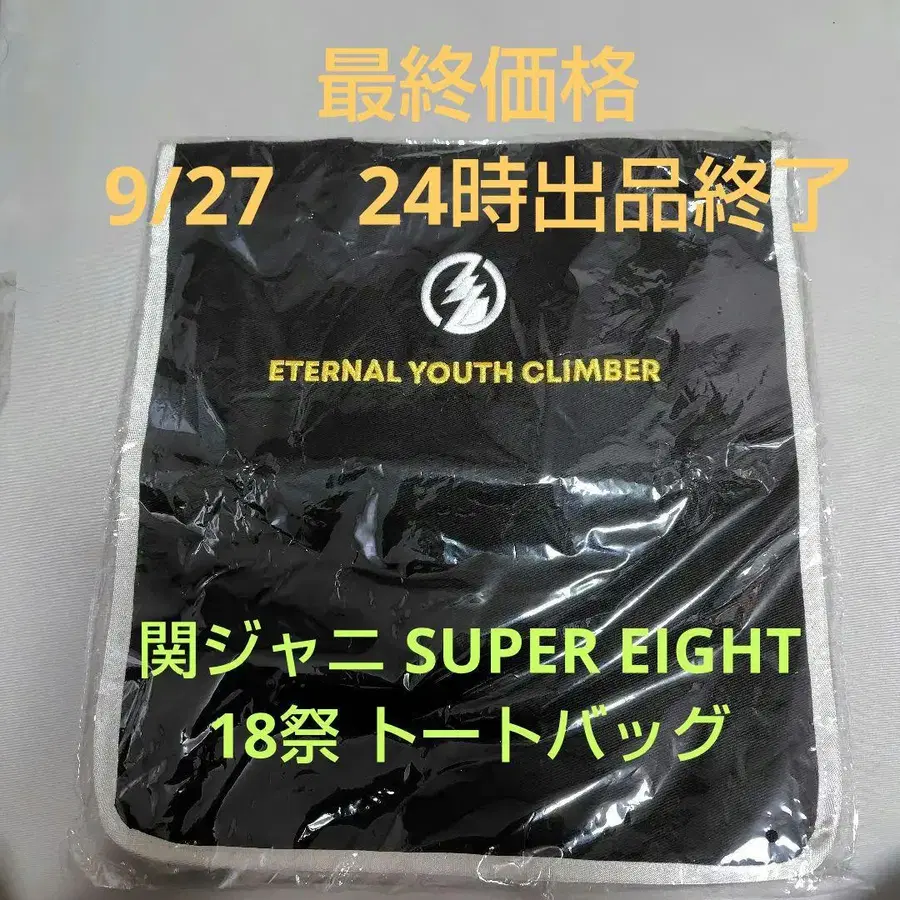 最終価格
9/27 24時出品終了
ETERNAL YOUTH CLIMBER
関ジャニ SUPER EIGHT
18祭 トートバッグ